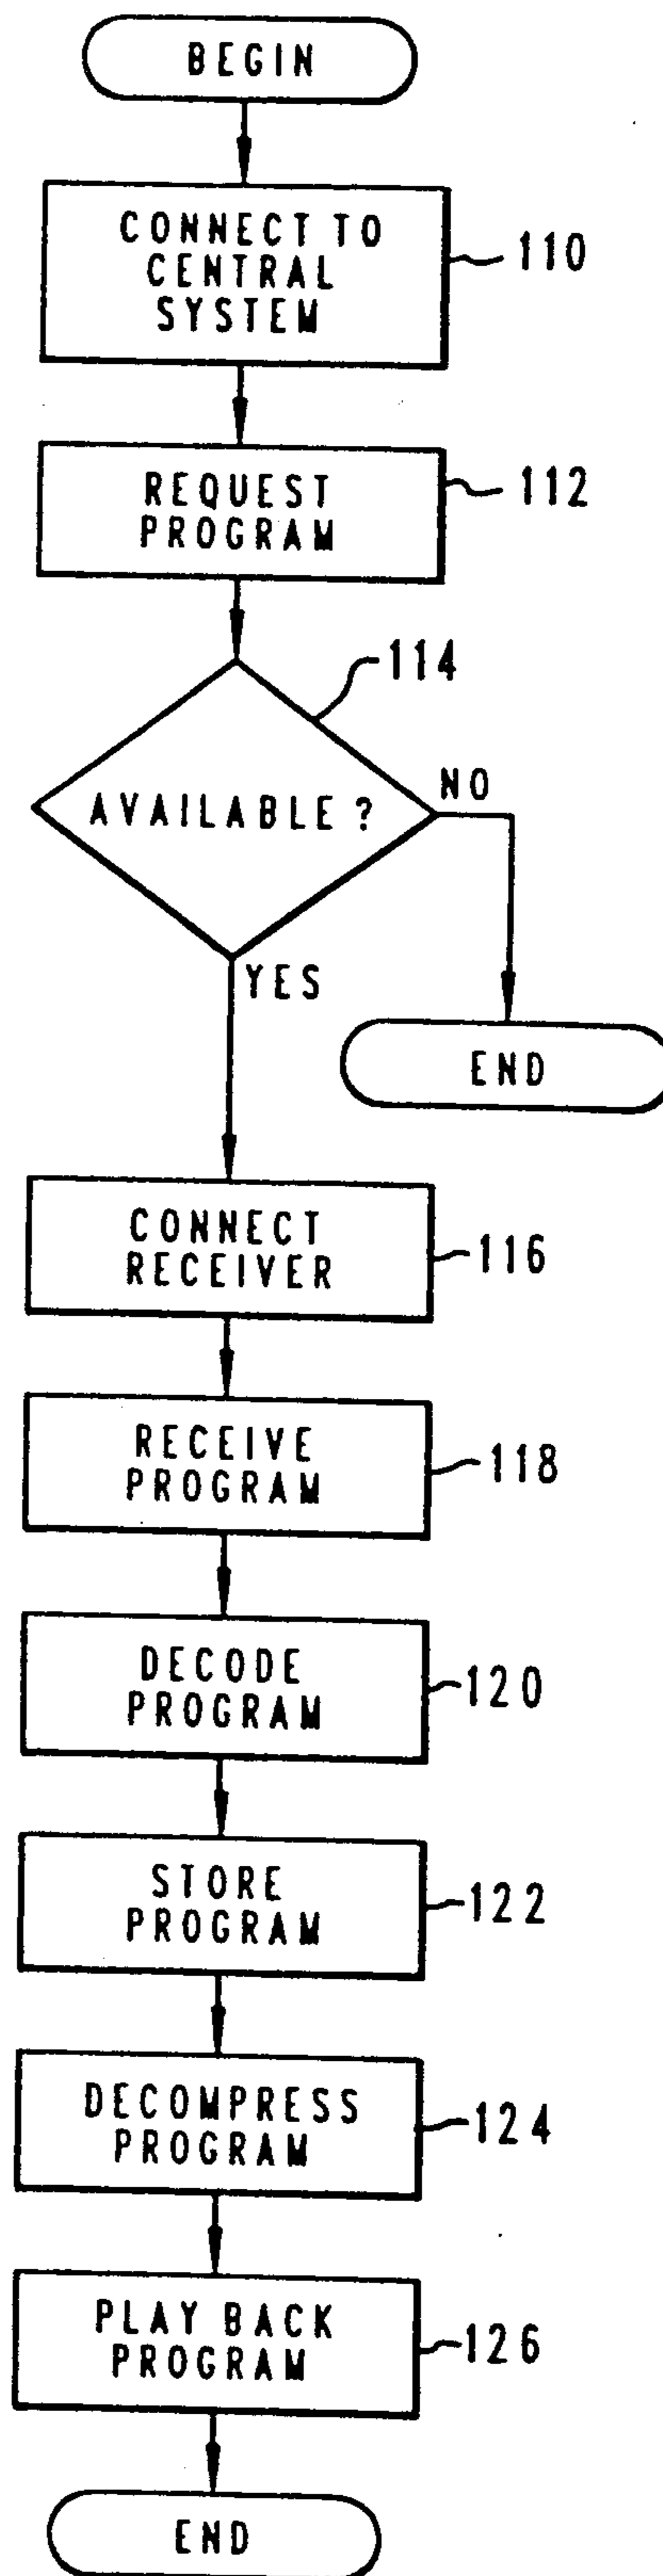 BEGIN
CONNECT TO
CENTRAL
SYSTEM
110
REQUEST
PROGRAM
112
114
AVAILABLE ?
NO
YES
END
CONNECT
RECEIVER
116
RECEIVE
PROGRAM
118
DECODE
PROGRAM
120
STORE
PROGRAM
122
DECOMPRESS
PROGRAM
124
PLAY BACK
PROGRAM
126
END